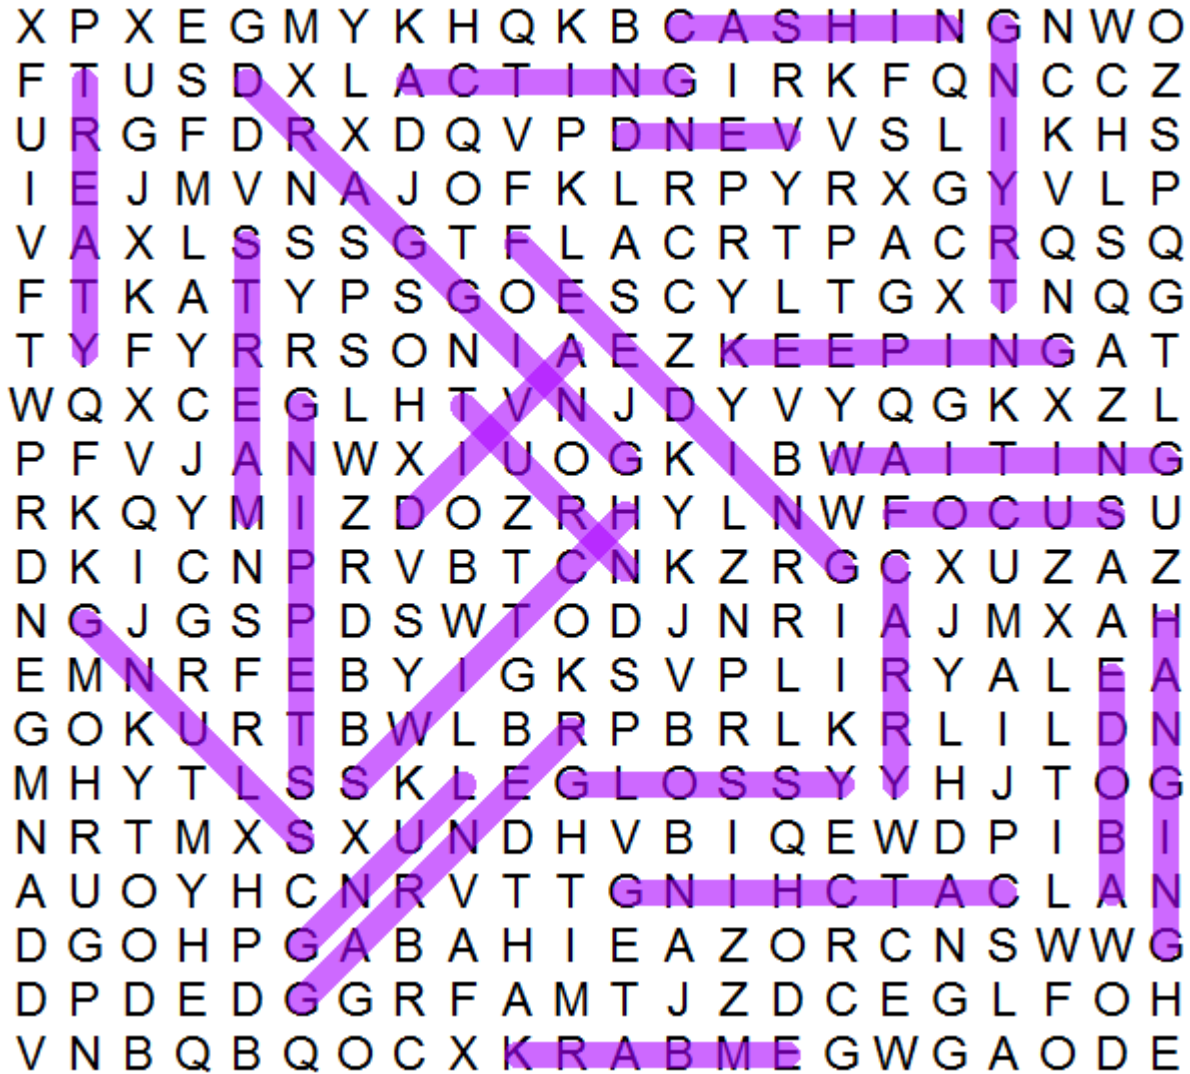 X P X E G M Y K H Q K B C A S H I N G N W O
F T U S D X L A C T I N G I R K F Q N C C Z
U R G F D R X D Q V P D N E V V S L I K H S
I E J M V N A J O F K L R P Y R X G Y V L P
V A X L S S S G T F L A C R T P A C R Q S Q
F T K A T Y P S G O E S C Y L T G X T N Q G
T Y F Y R R S O N I A E Z K E E P I N G A T
W Q X C E G L H T V N J D Y V Y Q G K X Z L
P F V J A N W X I U O G K I B W A I T I N G
R K Q Y M I Z D O Z R H Y L N W F O C U S U
D K I C N P R V B T C N K Z R G C X U Z A Z
N G J G S P D S W T O D J N R I A J M X A H
E M N R F E B Y I G K S V P L I R Y A L E A
G O K U R T B W L B R P B R L K R L I L D N
M H Y T L S S K L E G L O S S Y Y H J T O G
N R T M X S X U N D H V B I Q E W D P I B I
A U O Y H C N R V T T G N I H C T A C L A N
D G O H P G A B A H I E A Z O R C N S W W G
D P D E D G G R F A M T J Z D C E G L F O H
V N B Q B Q O C X K R A B M E G W G A O D E